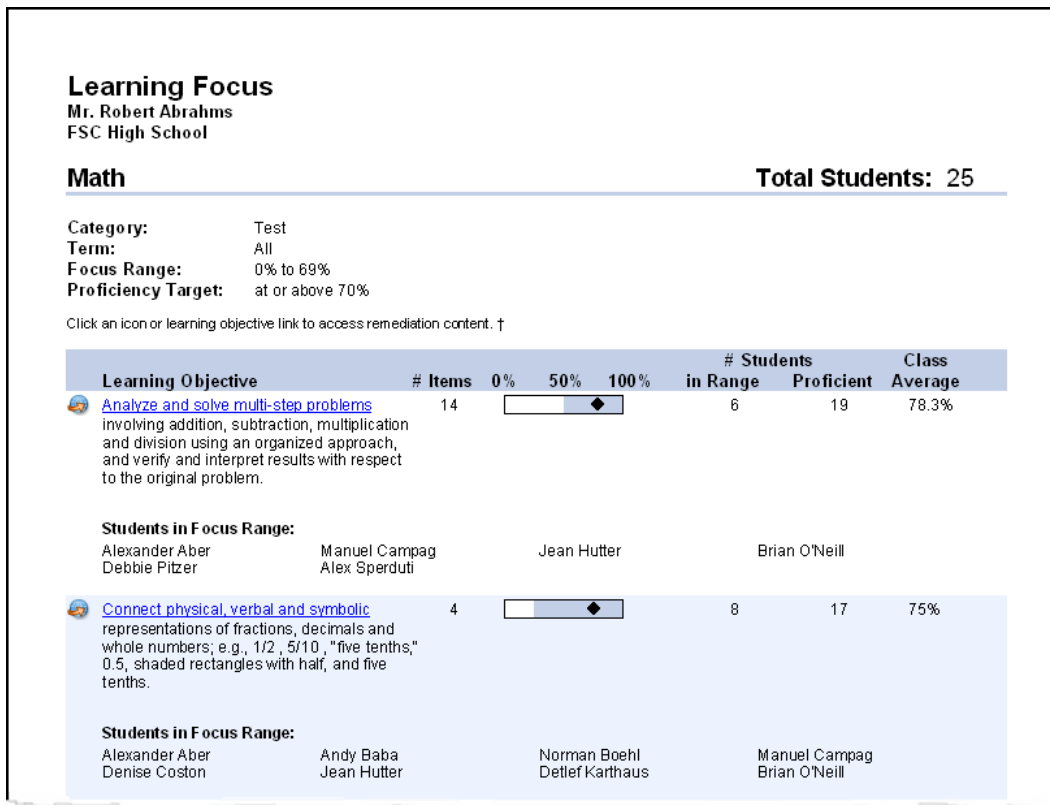 Learning Focus
Mr. Robert Abrahms
FSC High School
Math Total Students: 25
Category: Test
Term: All
Focus Range: 0% to 69%
Proficiency Target: at or above 70%
Click an icon or learning objective link to access remediation content. †
# Students Class
Learning Objective # Items 0% 50% 100% in Range Proficient Average
Analyze and solve multi-step problems 14 6 19 78.3%
involving addition, subtraction, multiplication
and division using an organized approach,
and verify and interpret results with respect
to the original problem.
Students in Focus Range:
Alexander Aber Manuel Campag Jean Hutter Brian O'Neill
Debbie Pitzer Alex Sperduti
Connect physical, verbal and symbolic 4 8 17 75%
representations of fractions, decimals and
whole numbers; e.g., 1/2 , 5/10 , "five tenths,"
0.5, shaded rectangles with half, and five
tenths.
Students in Focus Range:
Alexander Aber Andy Baba Norman Boehl Manuel Campag
Denise Coston Jean Hutter Detlef Karthaus Brian O'Neill